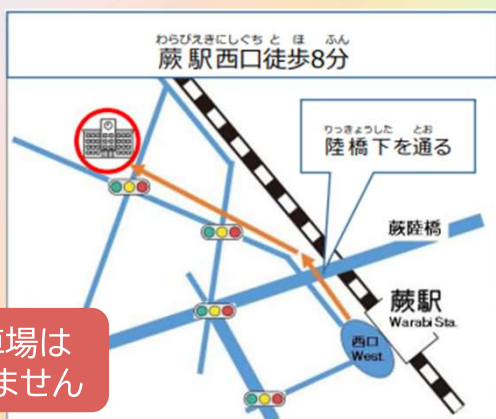 わらびえきにしぐち と ほ ふん
蕨駅西口徒歩8分
りっきょうした とお
陸橋下を通る
蕨陸橋
蕨駅
Warabi Sta.
西口
West.
車場は
ません